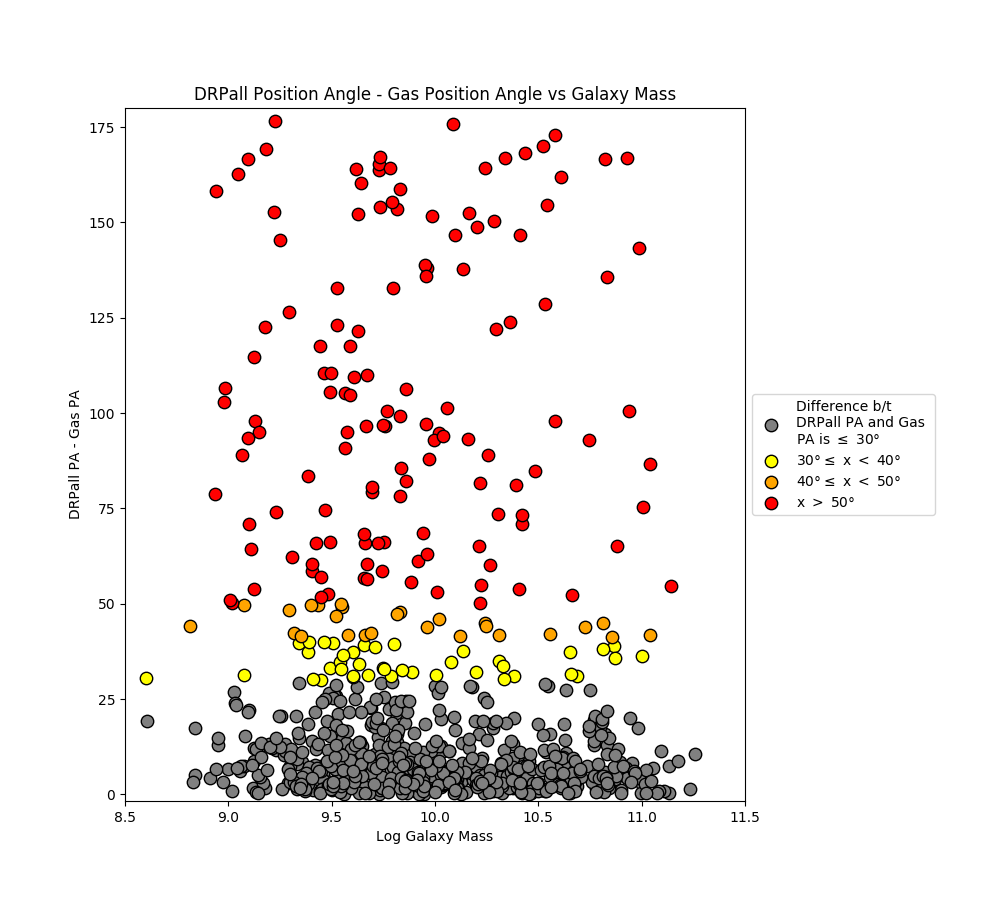 DRPall Position Angle - Gas Position Angle vs Galaxy Mass
175
150
125
100
75
50
25
0
DRPall PA - Gas PA
8.5 9.0 9.5 10.0 10.5 11.0 11.5
Log Galaxy Mass
Difference b/t
DRPall PA and Gas
PA is ≤ 30°
30° ≤ x < 40°
40° ≤ x < 50°
x > 50°